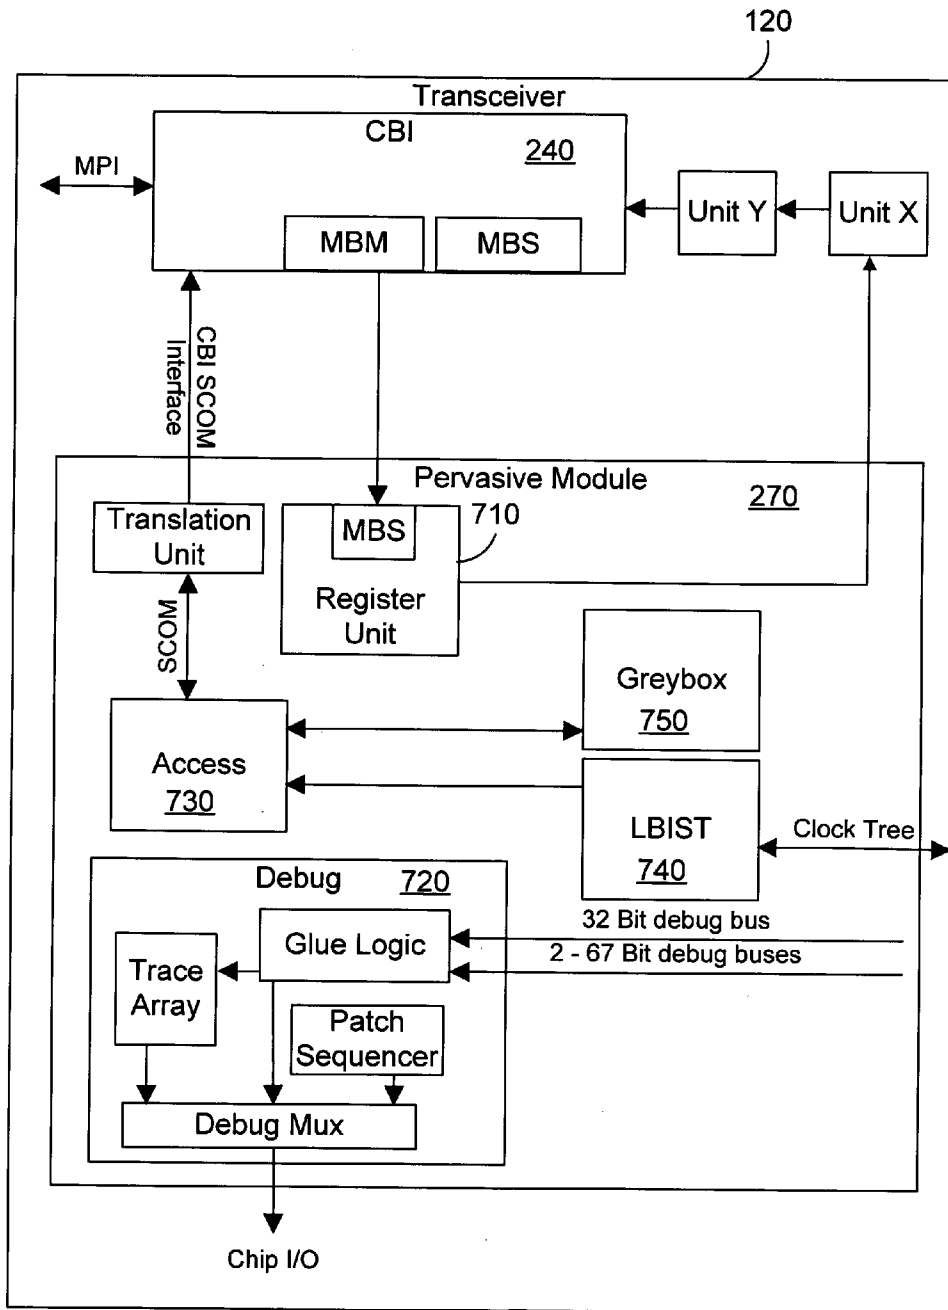 120
Transceiver
CBI
240
MPI
MBM
MBS
Unit Y
Unit X
CBI SCOM
Interface
Pervasive Module
270
Translation
Unit
MBS
710
Register
Unit
SCOM
Greybox
750
Access
730
LBIST
740
Clock Tree
Debug
720
32 Bit debug bus
2 - 67 Bit debug buses
Glue Logic
Trace
Array
Patch
Sequencer
Debug Mux
Chip I/O